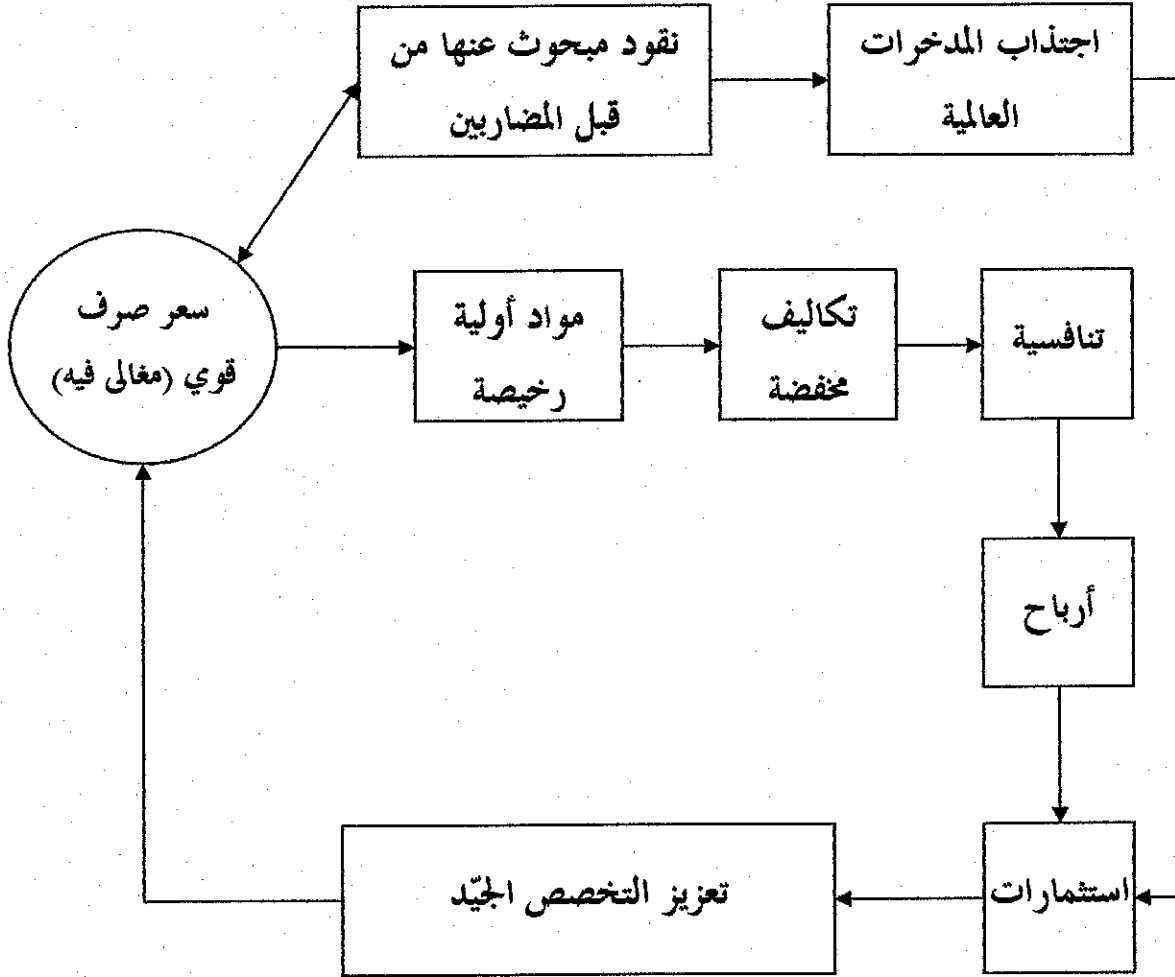 نقود مبحوث عنها من
قبل المضاربين
اجتذاب المدخرات
العالمية
سعر صرف
قوي (مغالى فيه)
مواد أولية
رخيصة
تكاليف
مخفضة
تنافسية
أرباح
استثمارات
تعزيز التخصص الجيّد